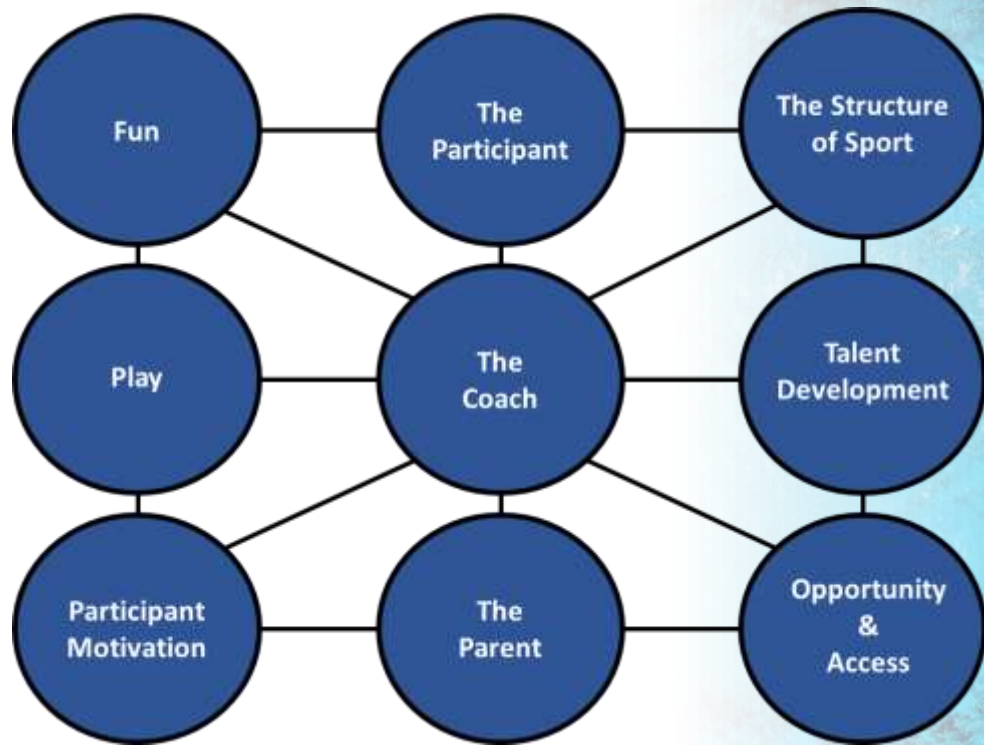 Fun
The
Participant
The Structure
of Sport
Play
The
Coach
Talent
Development
Participant
Motivation
The
Parent
Opportunity
&
Access